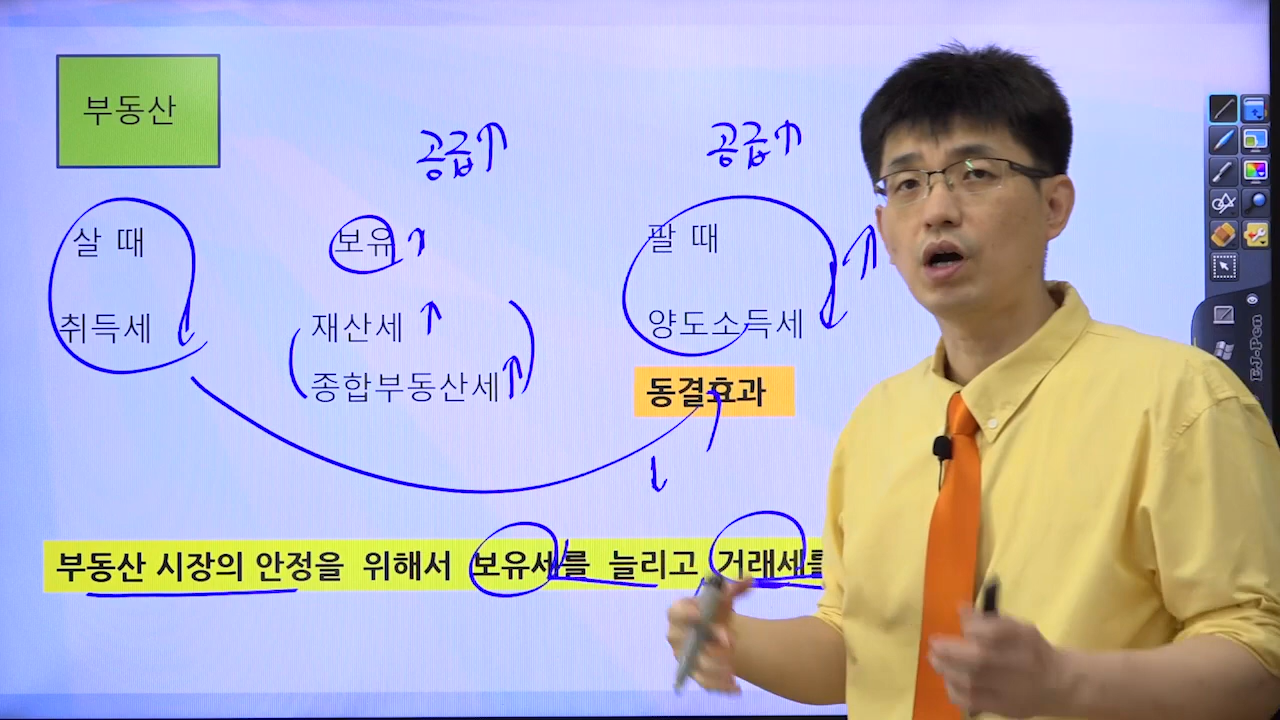 부동산
공급↑
공급↑
살 때
보유↑
팔 때
↑
취득세
재산세↑
양도소득세
종합부동산세↑
동결효과
↓
부동산 시장의 안정을 위해서 보유세를 늘리고 거래세를
EJ-Pen